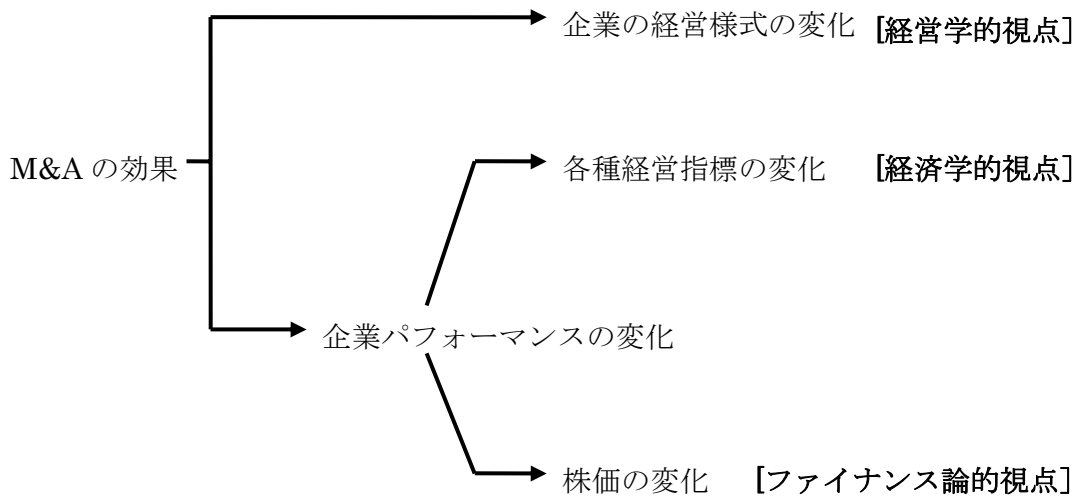 企業の経営様式の変化 [経営学的視点]
M&A の効果
各種経営指標の変化 [経済学的視点]
企業パフォーマンスの変化
株価の変化 [ファイナンス論的視点]